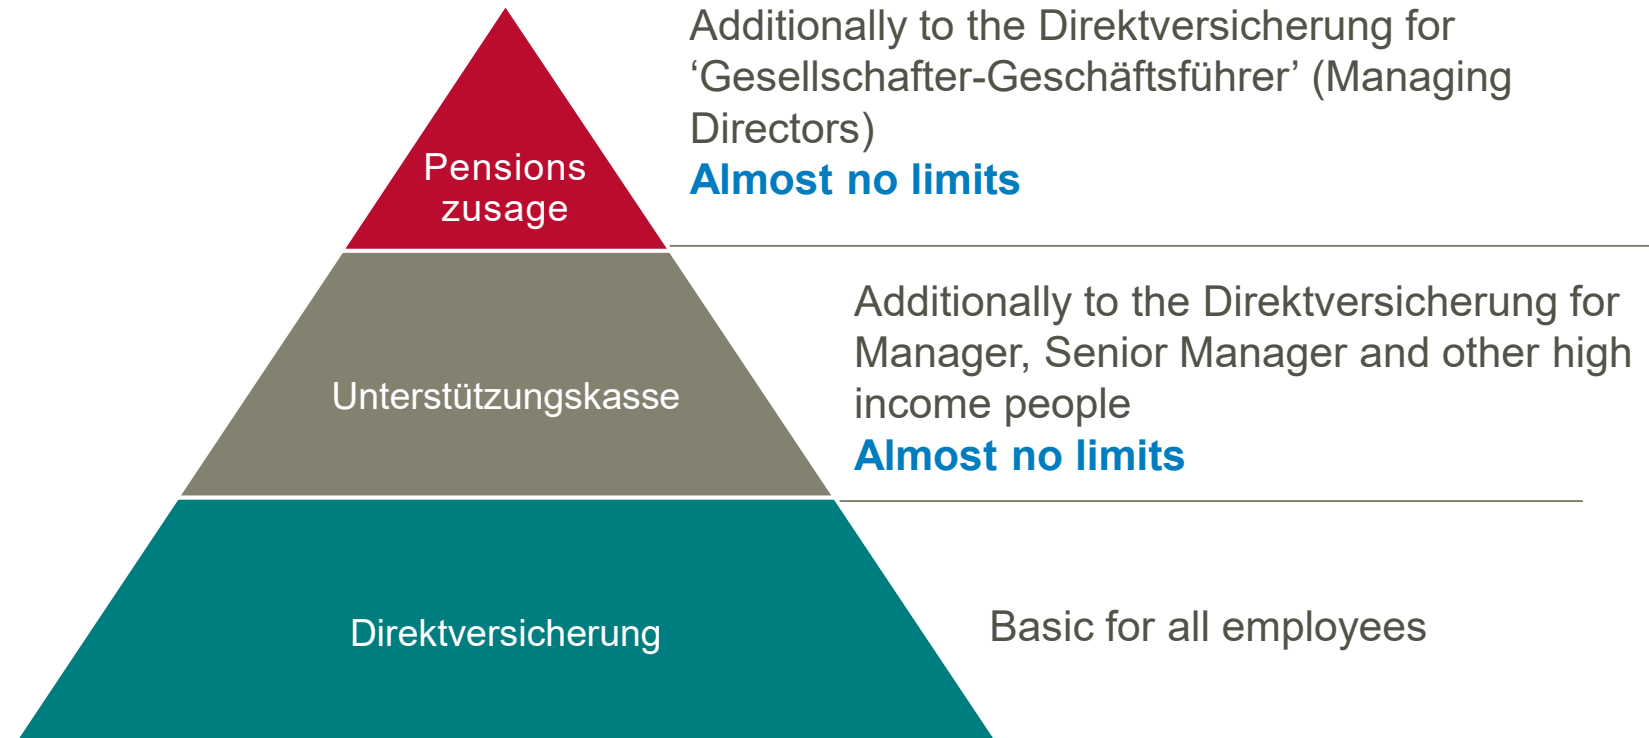 Additionally to the Direktversicherung for
‘Gesellschafter-Geschäftsführer’ (Managing
Directors)
Almost no limits
Pensions
zusage
Additionally to the Direktversicherung for
Manager, Senior Manager and other high
income people
Almost no limits
Unterstützungskasse
Basic for all employees
Direktversicherung